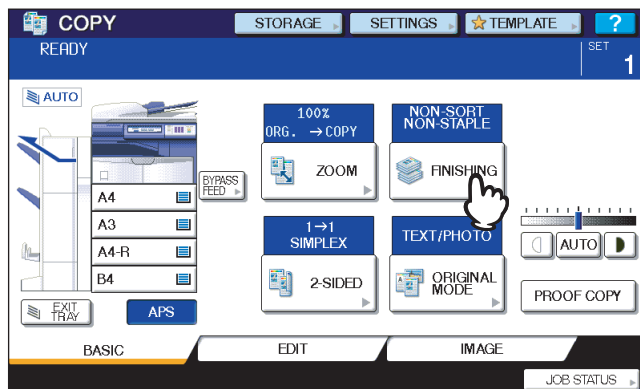 COPY
STORAGE
SETTINGS
TEMPLATE
?
READY
SET
1
AUTO
100%
ORG. →COPY
ZOOM
NON-SORT
NON-STAPLE
FINISHING
BYPASS
FEED
A4
A3
A4-R
B4
1→1
SIMPLEX
2-SIDED
TEXT/PHOTO
ORIGINAL
MODE
AUTO
PROOF COPY
EXIT
TRAY
APS
BASIC
EDIT
IMAGE
JOB STATUS